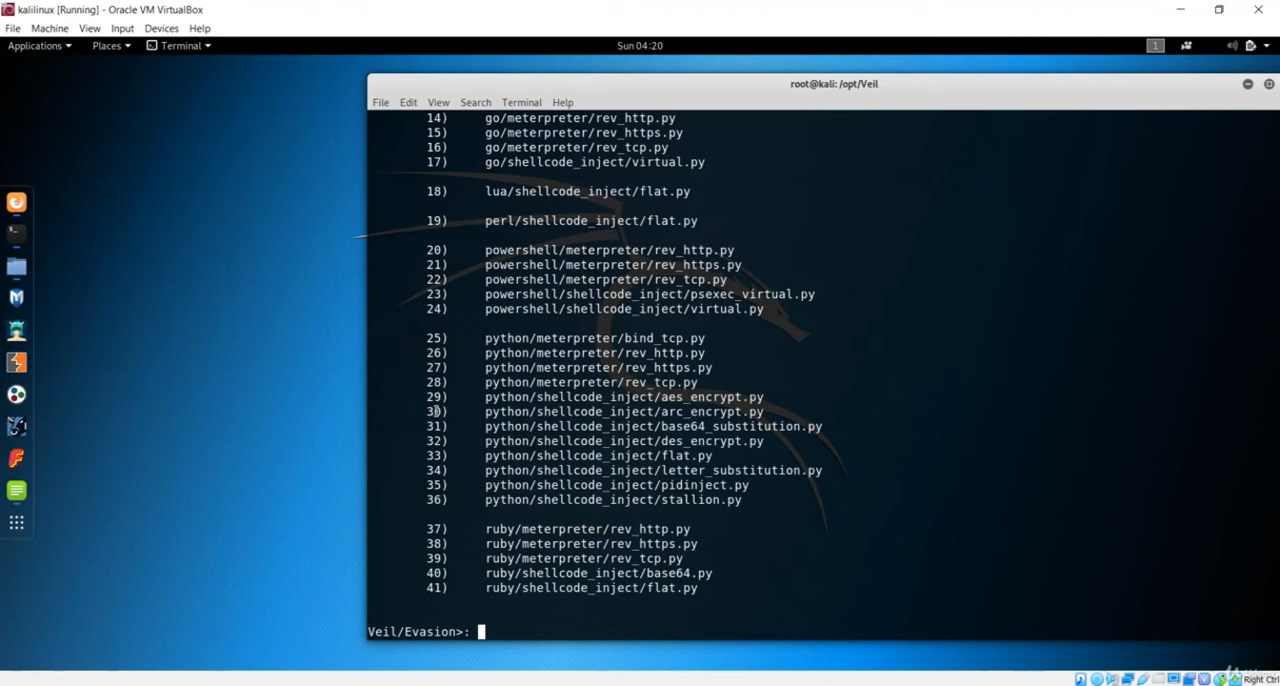 kalilinux [Running] - Oracle VM VirtualBox
File Machine View Input Devices Help
Applications Places Terminal Sun 04:20 1
root@kali: /opt/Veil
File Edit View Search Terminal Help
14) go/meterpreter/rev_http.py
15) go/meterpreter/rev_https.py
16) go/meterpreter/rev_tcp.py
17) go/shellcode_inject/virtual.py
18) lua/shellcode_inject/flat.py
19) perl/shellcode_inject/flat.py
20) powershell/meterpreter/rev_http.py
21) powershell/meterpreter/rev_https.py
22) powershell/meterpreter/rev_tcp.py
23) powershell/shellcode_inject/psexec_virtual.py
24) powershell/shellcode_inject/virtual.py
25) python/meterpreter/bind_tcp.py
26) python/meterpreter/rev_http.py
27) python/meterpreter/rev_https.py
28) python/meterpreter/rev_tcp.py
29) python/shellcode_inject/aes_encrypt.py
30) python/shellcode_inject/arc_encrypt.py
31) python/shellcode_inject/base64_substitution.py
32) python/shellcode_inject/des_encrypt.py
33) python/shellcode_inject/flat.py
34) python/shellcode_inject/letter_substitution.py
35) python/shellcode_inject/pidinject.py
36) python/shellcode_inject/stallion.py
37) ruby/meterpreter/rev_http.py
38) ruby/meterpreter/rev_https.py
39) ruby/meterpreter/rev_tcp.py
40) ruby/shellcode_inject/base64.py
41) ruby/shellcode_inject/flat.py
Veil/Evasion>:
Right Ctrl